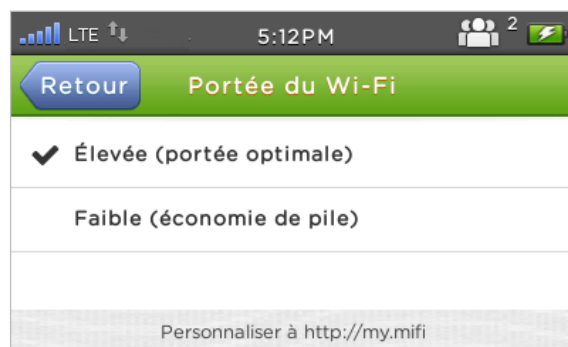 LTE 5:12PM 2
Retour Portée du Wi-Fi
Élevée (portée optimale)
Faible (économie de pile)
Personnaliser à http://my.mifi